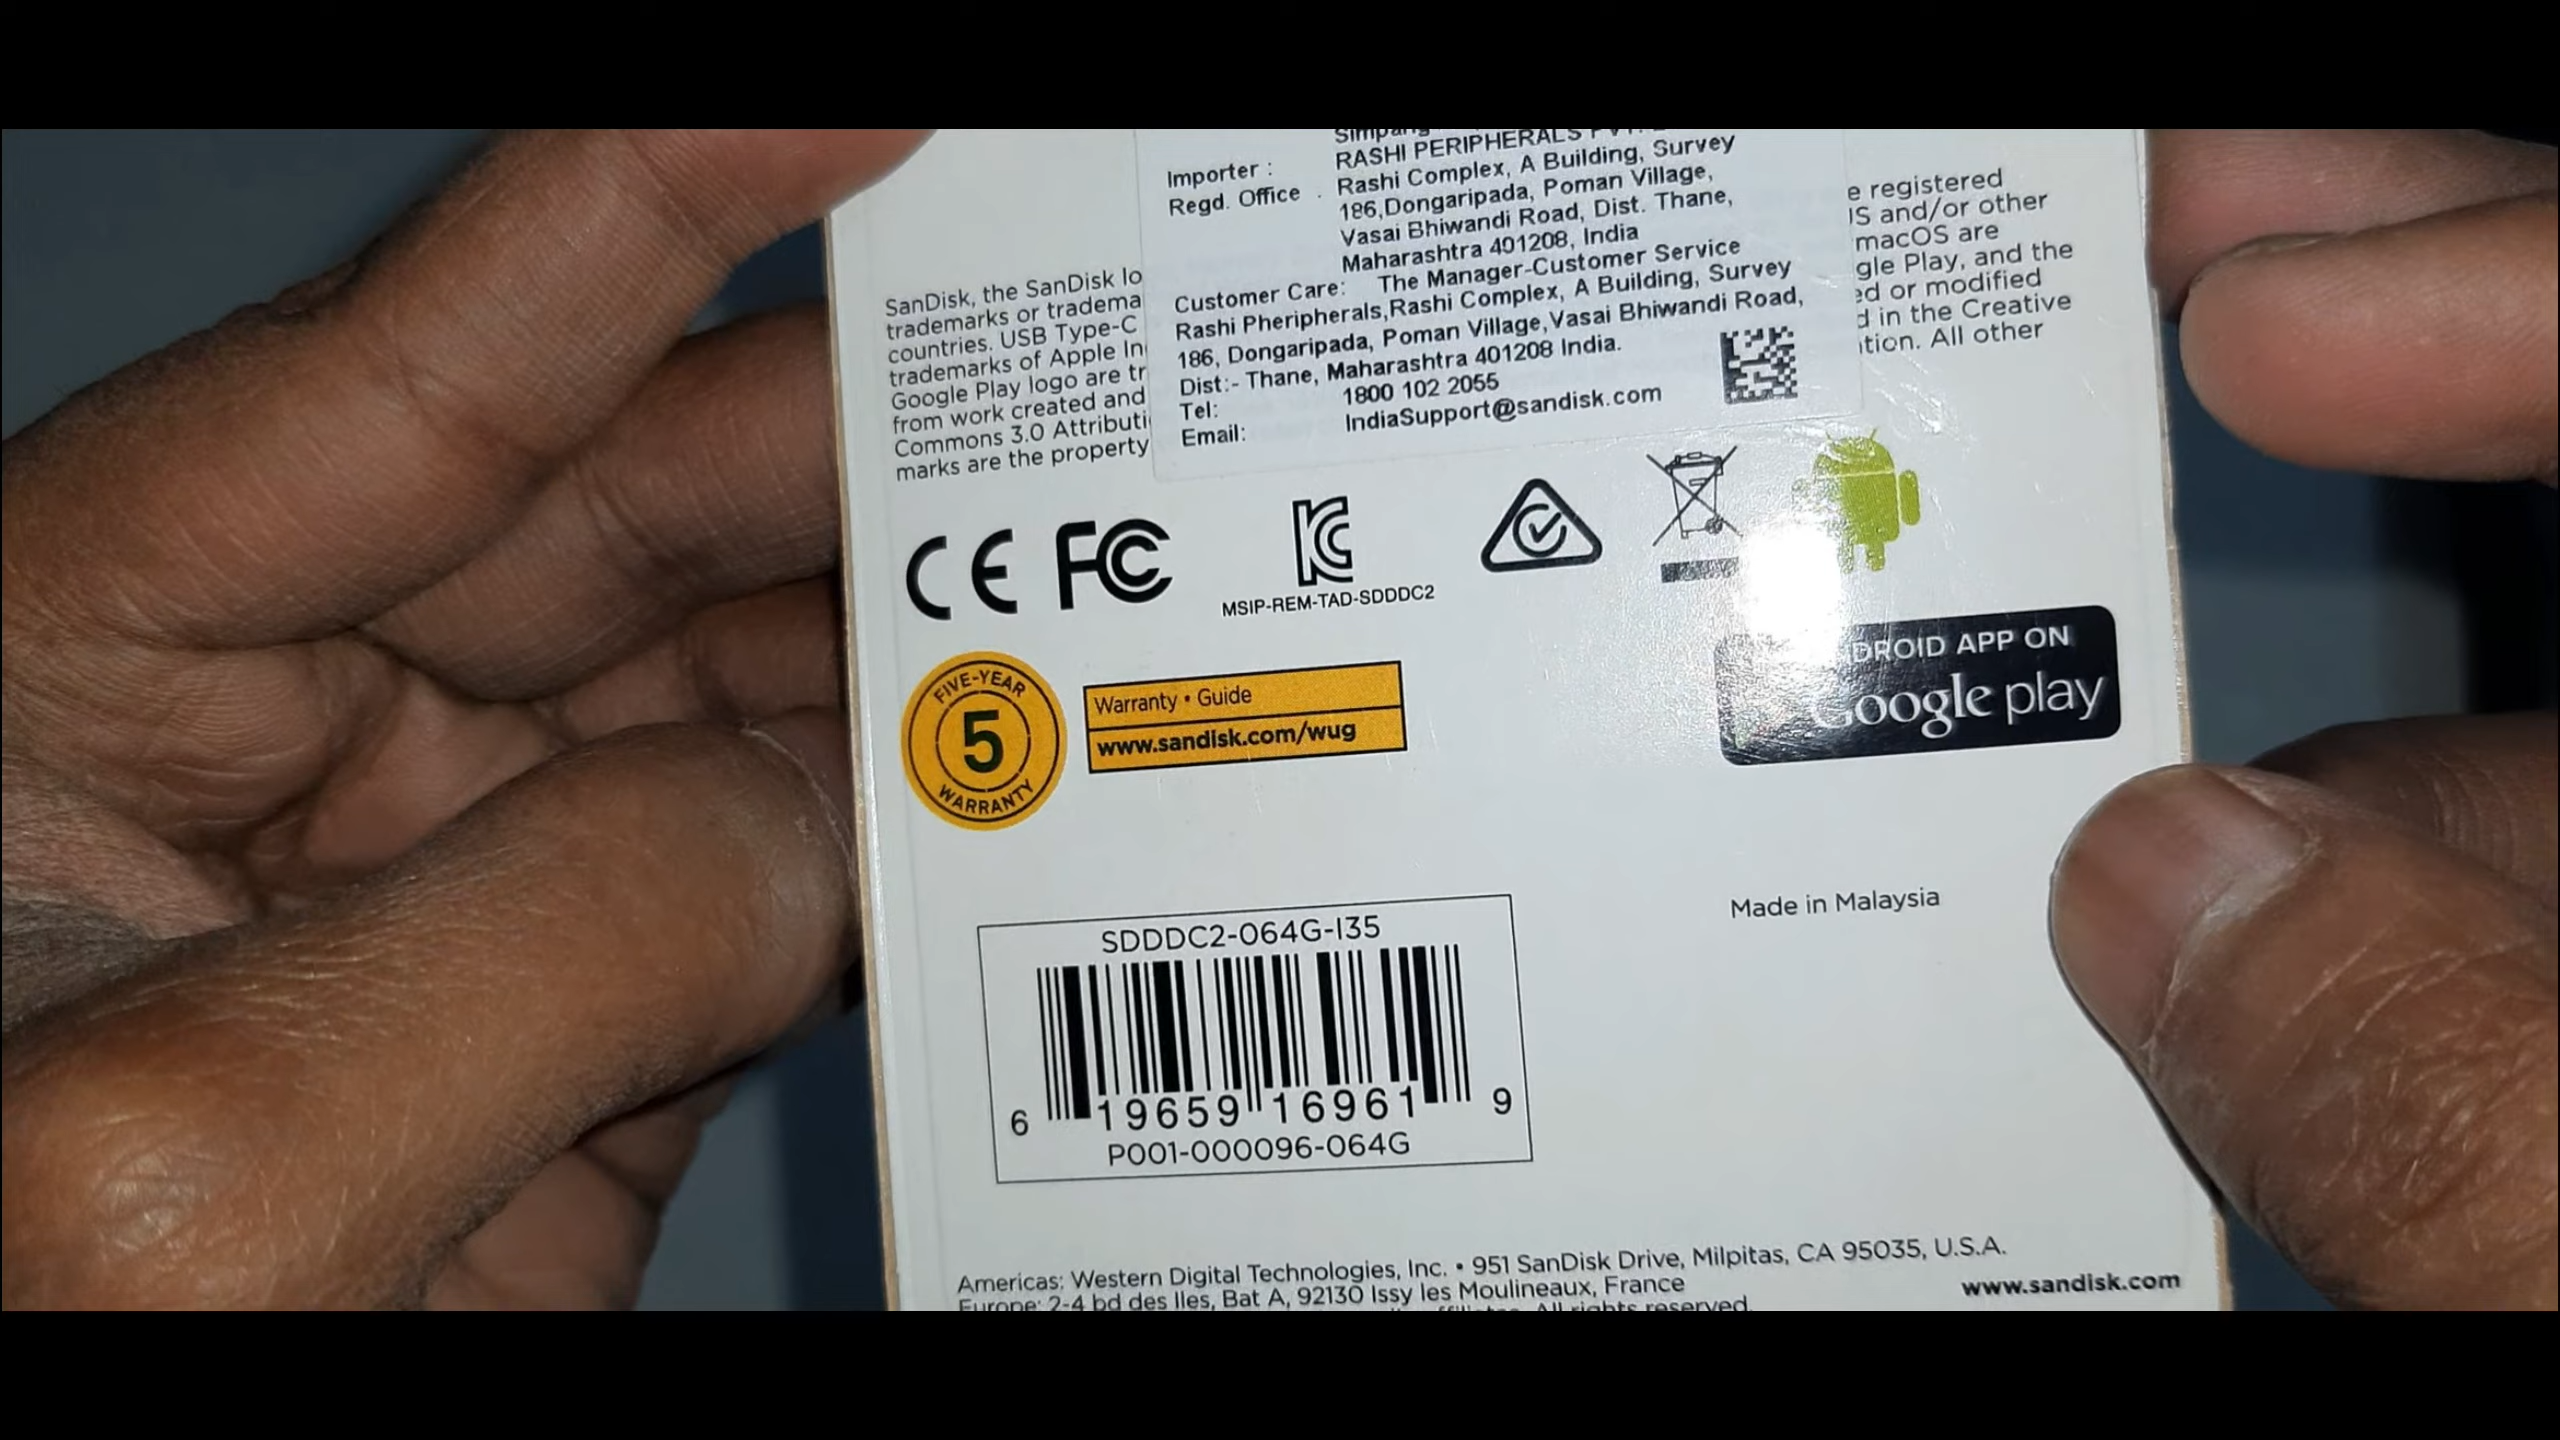 Importer :
RASHI PERIPHERALS
Regd. Office
Rashi Complex, A Building, Survey
186,Dongaripada, Poman Village,
Vasai Bhiwandi Road, Dist. Thane,
Maharashtra 401208, India
Customer Care: The Manager-Customer Service
Rashi Pheripherals,Rashi Complex, A Building, Survey
186, Dongaripada, Poman Village,Vasai Bhiwandi Road,
Dist:- Thane, Maharashtra 401208 India.
Tel: 1800 102 2055
Email: IndiaSupport@sandisk.com
SanDisk, the SanDisk lo
trademarks or tradema
countries. USB Type-C
trademarks of Apple In
Google Play logo are tr
from work created and
Commons 3.0 Attributi
marks are the property
e registered
IS and/or other
macOS are
gle Play, and the
ed or modified
d in the Creative
ition. All other
CE FC KC
MSIP-REM-TAD-SDDDC2
FIVE-YEAR
5
WARRANTY
Warranty • Guide
www.sandisk.com/wug
DROID APP ON
Google play
Made in Malaysia
SDDDC2-064G-I35
6 19659 16961 9
P001-000096-064G
Americas: Western Digital Technologies, Inc. • 951 SanDisk Drive, Milpitas, CA 95035, U.S.A.
Europe: 2-4 bd des Iles, Bat A, 92130 Issy les Moulineaux, France
www.sandisk.com
All rights reserved.